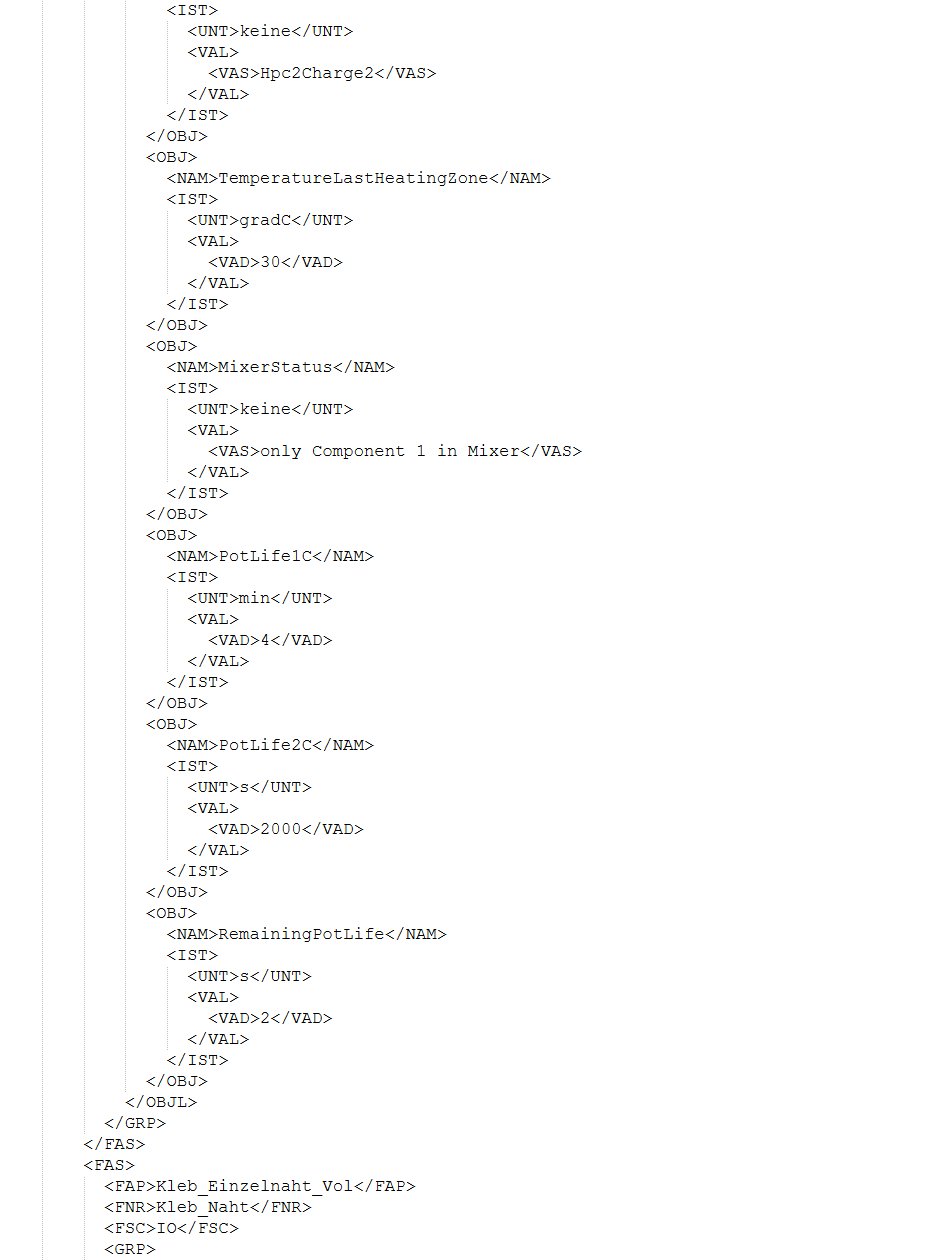 <IST>
<UNT>keine</UNT>
<VAL>
<VAS>Hpc2Charge2</VAS>
</VAL>
</IST>
</OBJ>
<OBJ>
<NAM>TemperatureLastHeatingZone</NAM>
<IST>
<UNT>gradC</UNT>
<VAL>
<VAD>30</VAD>
</VAL>
</IST>
</OBJ>
<OBJ>
<NAM>MixerStatus</NAM>
<IST>
<UNT>keine</UNT>
<VAL>
<VAS>only Component 1 in Mixer</VAS>
</VAL>
</IST>
</OBJ>
<OBJ>
<NAM>PotLife1C</NAM>
<IST>
<UNT>min</UNT>
<VAL>
<VAD>4</VAD>
</VAL>
</IST>
</OBJ>
<OBJ>
<NAM>PotLife2C</NAM>
<IST>
<UNT>s</UNT>
<VAL>
<VAD>2000</VAD>
</VAL>
</IST>
</OBJ>
<OBJ>
<NAM>RemainingPotLife</NAM>
<IST>
<UNT>s</UNT>
<VAL>
<VAD>2</VAD>
</VAL>
</IST>
</OBJ>
</OBJL>
</GRP>
</FAS>
<FAS>
<FAP>Kleb_Einzelnaht_Vol</FAP>
<FNR>Kleb_Naht</FNR>
<FSC>IO</FSC>
<GRP>